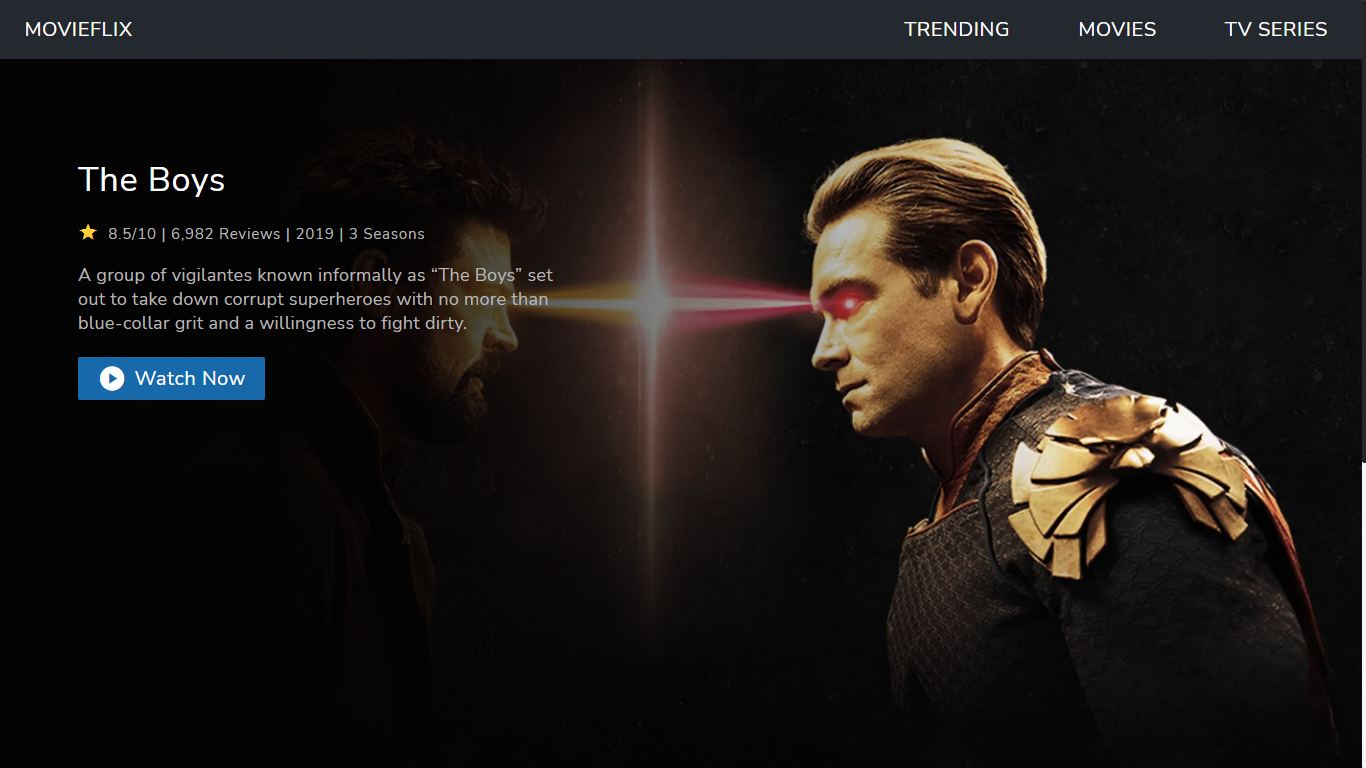 MOVIEFLIX
TRENDING
MOVIES
TV SERIES
The Boys
8.5/10 | 6,982 Reviews | 2019 | 3 Seasons
A group of vigilantes known informally as “The Boys” set
out to take down corrupt superheroes with no more than
blue-collar grit and a willingness to fight dirty.
Watch Now